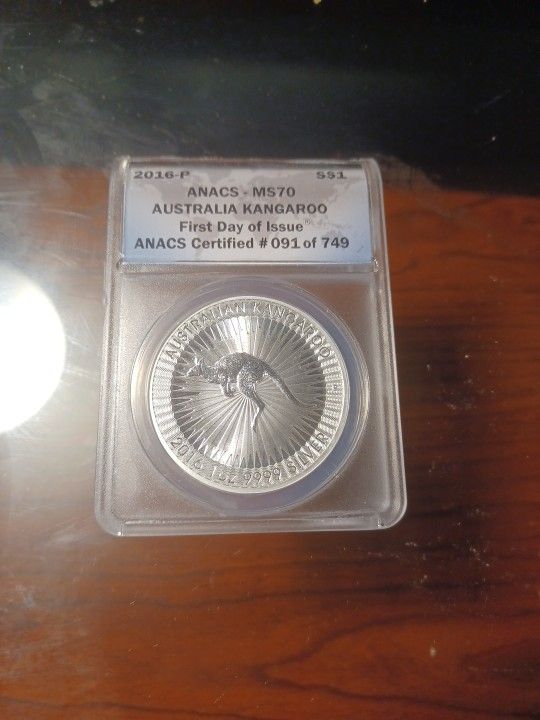 2016-P S$1
ANACS - MS70
AUSTRALIA KANGAROO
First Day of Issue®
ANACS Certified # 091 of 749
AUSTRALIAN KANGAROO
2016 1oz 9999 SILVER